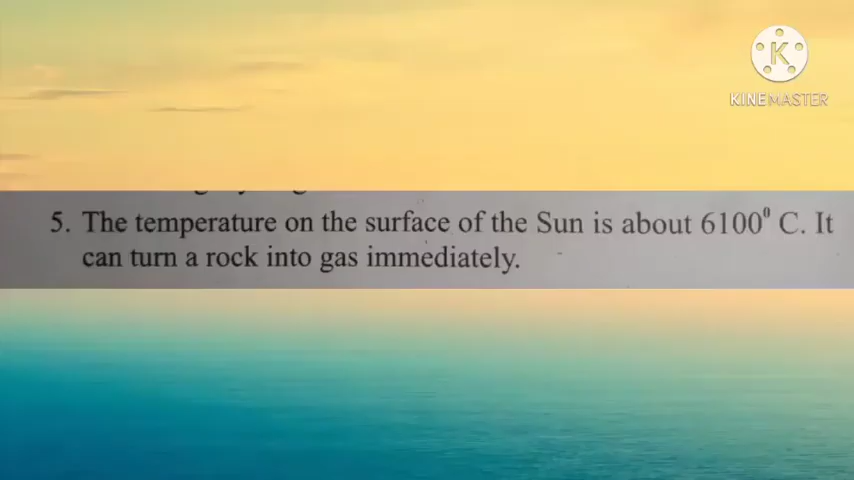 KINEMASTER
5. The temperature on the surface of the Sun is about 6100⁰ C. It
can turn a rock into gas immediately.